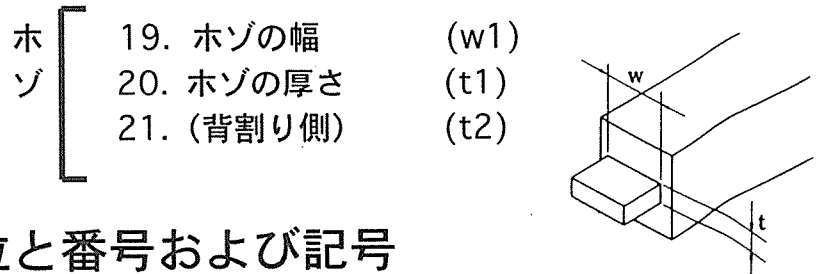 ホゾ
19. ホゾの幅 (w1)
20. ホゾの厚さ (t1)
21. (背割り側) (t2)
w
t
と番号および記号